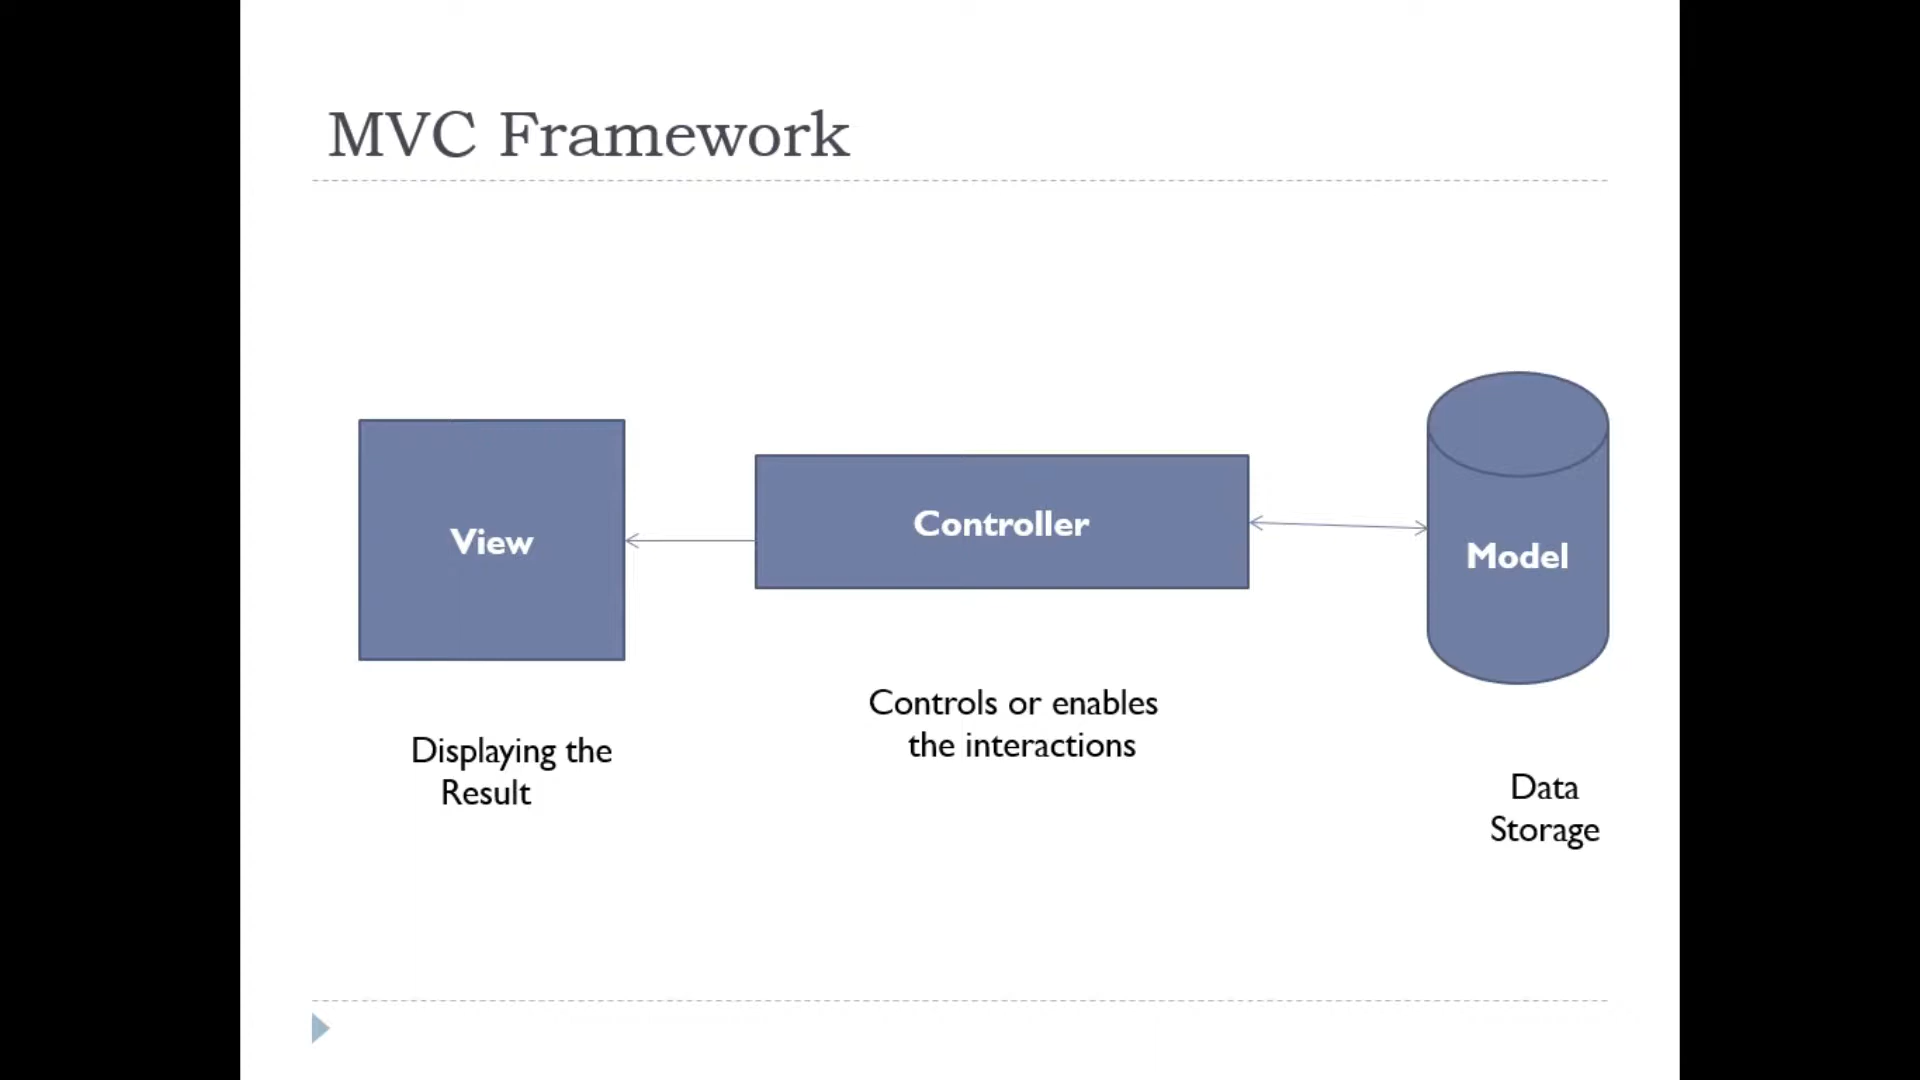 MVC Framework
View
Controller
Model
Displaying the
Result
Controls or enables
the interactions
Data
Storage